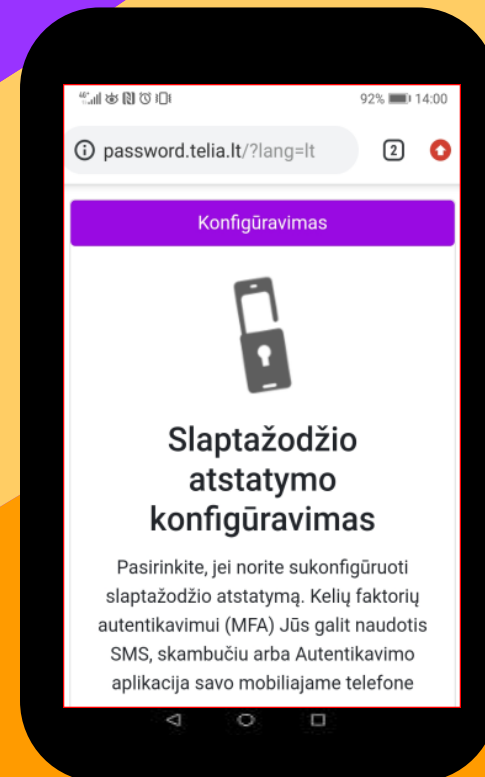 92% 14:00
password.telia.lt/?lang=lt 2
Konfigūravimas
Slaptažodžio
atstatymo
konfigūravimas
Pasirinkite, jei norite sukonfigūruoti
slaptažodžio atstatymą. Kelių faktorių
autentikavimui (MFA) Jūs galit naudotis
SMS, skambučiu arba Autentikavimo
aplikacija savo mobiliajame telefone